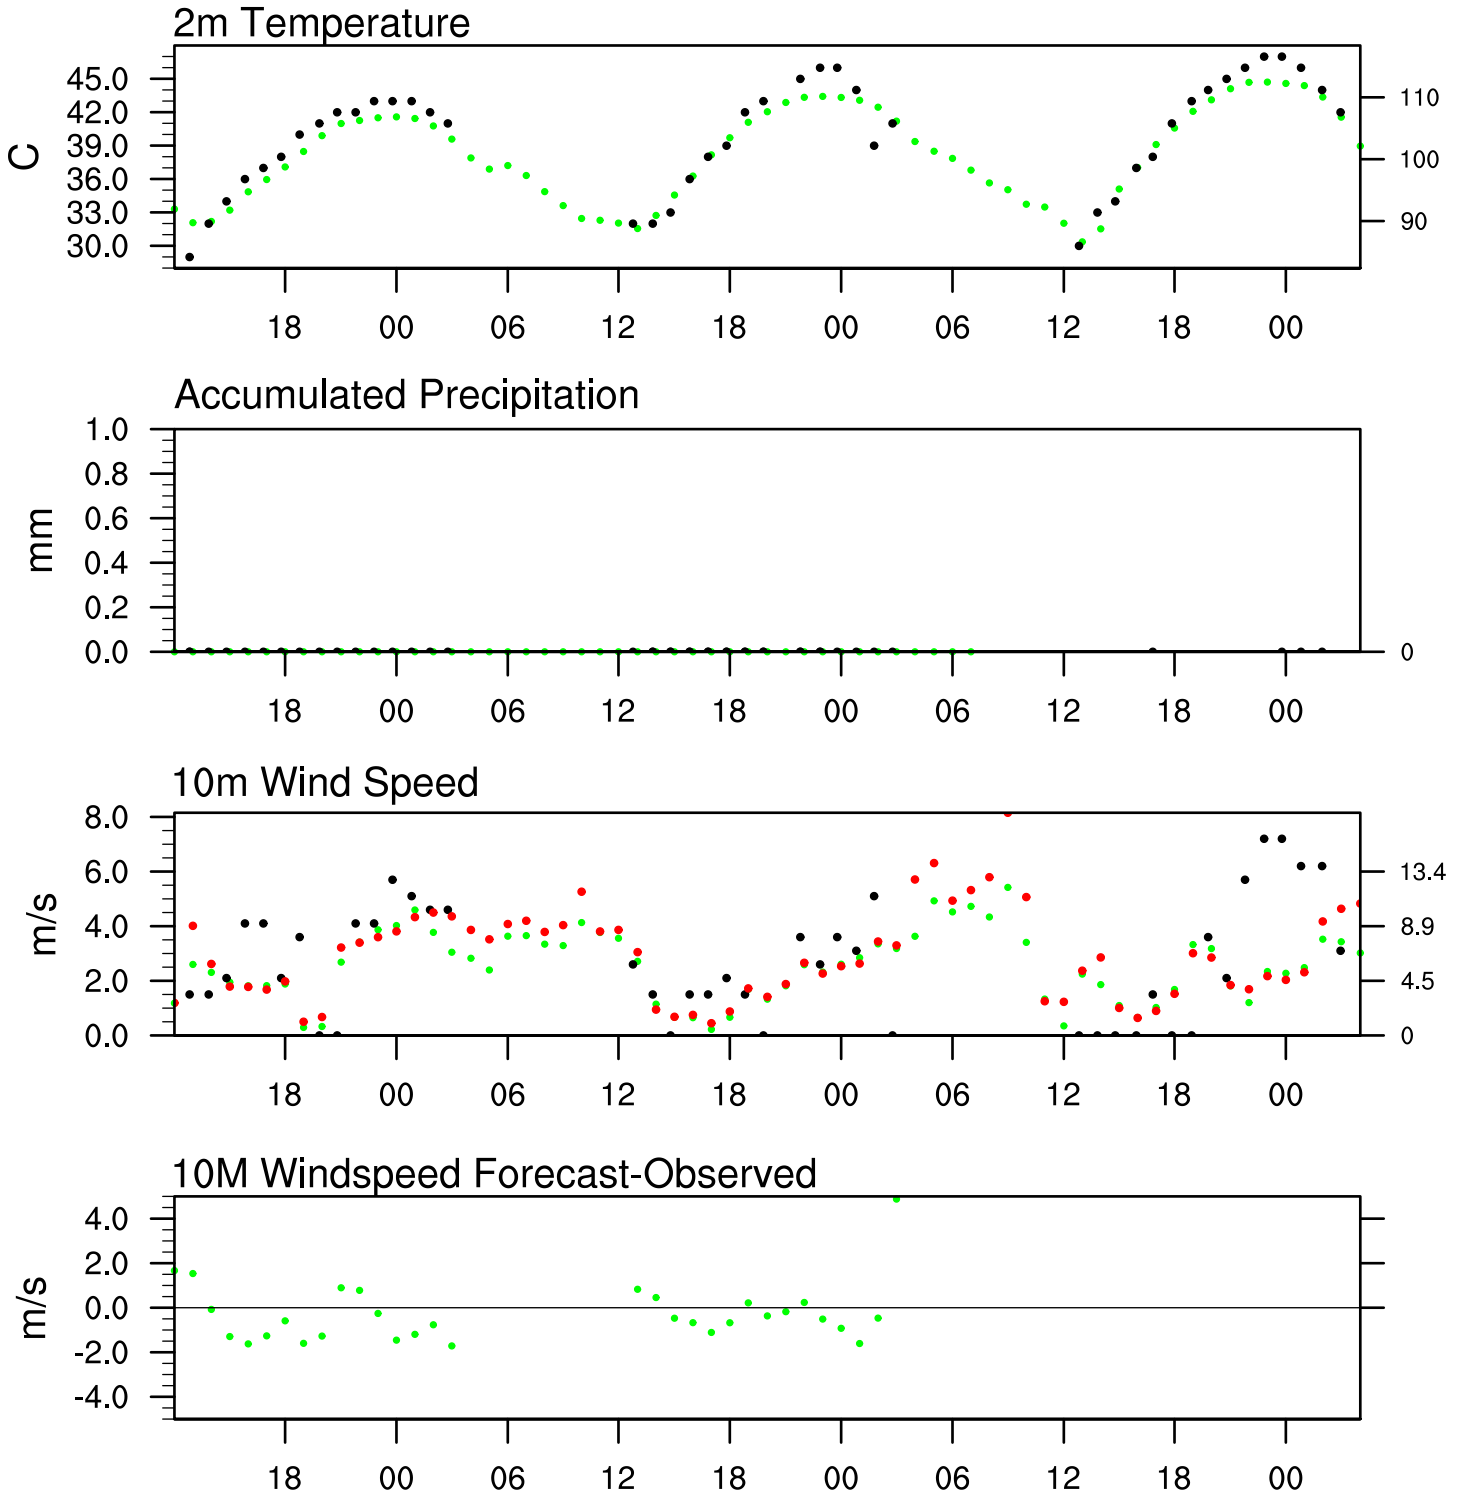 2m Temperature
45.0
42.0
39.0
36.0
33.0
30.0
C
110
100
90
18 00 06 12 18 00 06 12 18 00
Accumulated Precipitation
1.0
0.8
0.6
0.4
0.2
0.0
mm
0
18 00 06 12 18 00 06 12 18 00
10m Wind Speed
8.0
6.0
4.0
2.0
0.0
m/s
13.4
8.9
4.5
0
18 00 06 12 18 00 06 12 18 00
10M Windspeed Forecast-Observed
4.0
2.0
0.0
-2.0
-4.0
m/s
18 00 06 12 18 00 06 12 18 00